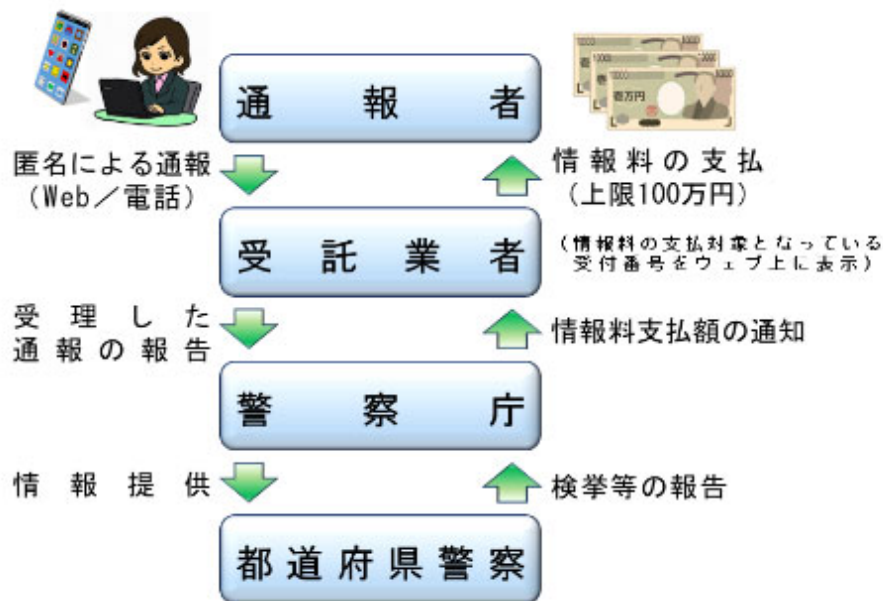 通報者
匿名による通報
（Web／電話）
情報料の支払
（上限100万円）
受託業者
（情報料の支払対象となっている
受付番号をウェブ上に表示）
受理した
通報の報告
情報料支払額の通知
警察庁
情報提供
検挙等の報告
都道府県警察